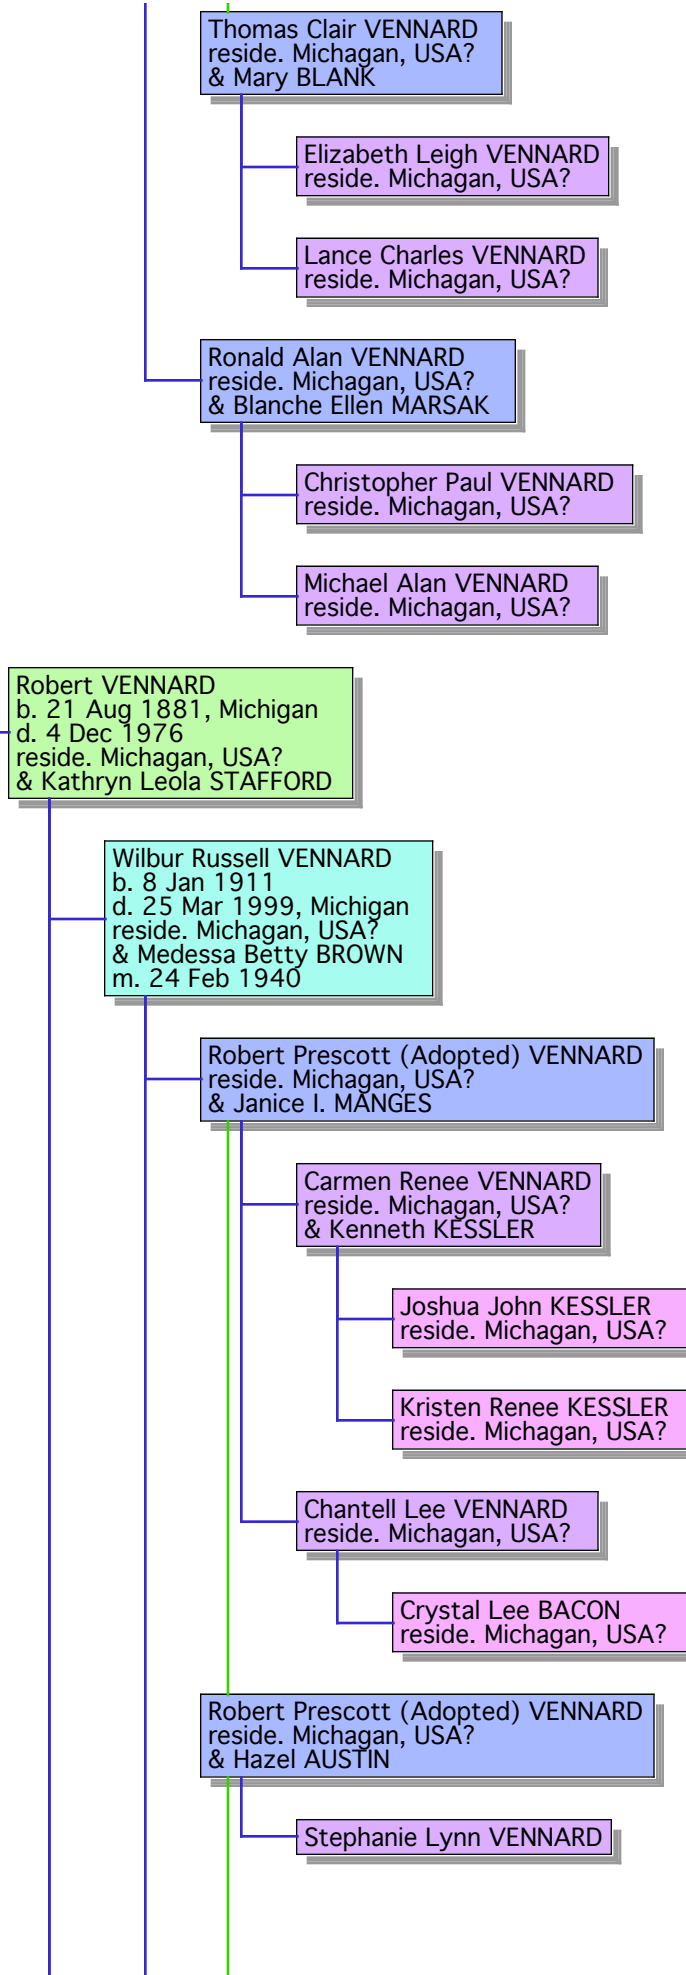 Thomas Clair VENNARD
reside. Michagan, USA?
& Mary BLANK
Elizabeth Leigh VENNARD
reside. Michagan, USA?
Lance Charles VENNARD
reside. Michagan, USA?
Ronald Alan VENNARD
reside. Michagan, USA?
& Blanche Ellen MARSAK
Christopher Paul VENNARD
reside. Michagan, USA?
Michael Alan VENNARD
reside. Michagan, USA?
Robert VENNARD
b. 21 Aug 1881, Michigan
d. 4 Dec 1976
reside. Michagan, USA?
& Kathryn Leola STAFFORD
Wilbur Russell VENNARD
b. 8 Jan 1911
d. 25 Mar 1999, Michigan
reside. Michagan, USA?
& Medessa Betty BROWN
m. 24 Feb 1940
Robert Prescott (Adopted) VENNARD
reside. Michagan, USA?
& Janice I. MANGES
Carmen Renee VENNARD
reside. Michagan, USA?
& Kenneth KESSLER
Joshua John KESSLER
reside. Michagan, USA?
Kristen Renee KESSLER
reside. Michagan, USA?
Chantell Lee VENNARD
reside. Michagan, USA?
Crystal Lee BACON
reside. Michagan, USA?
Robert Prescott (Adopted) VENNARD
reside. Michagan, USA?
& Hazel AUSTIN
Stephanie Lynn VENNARD